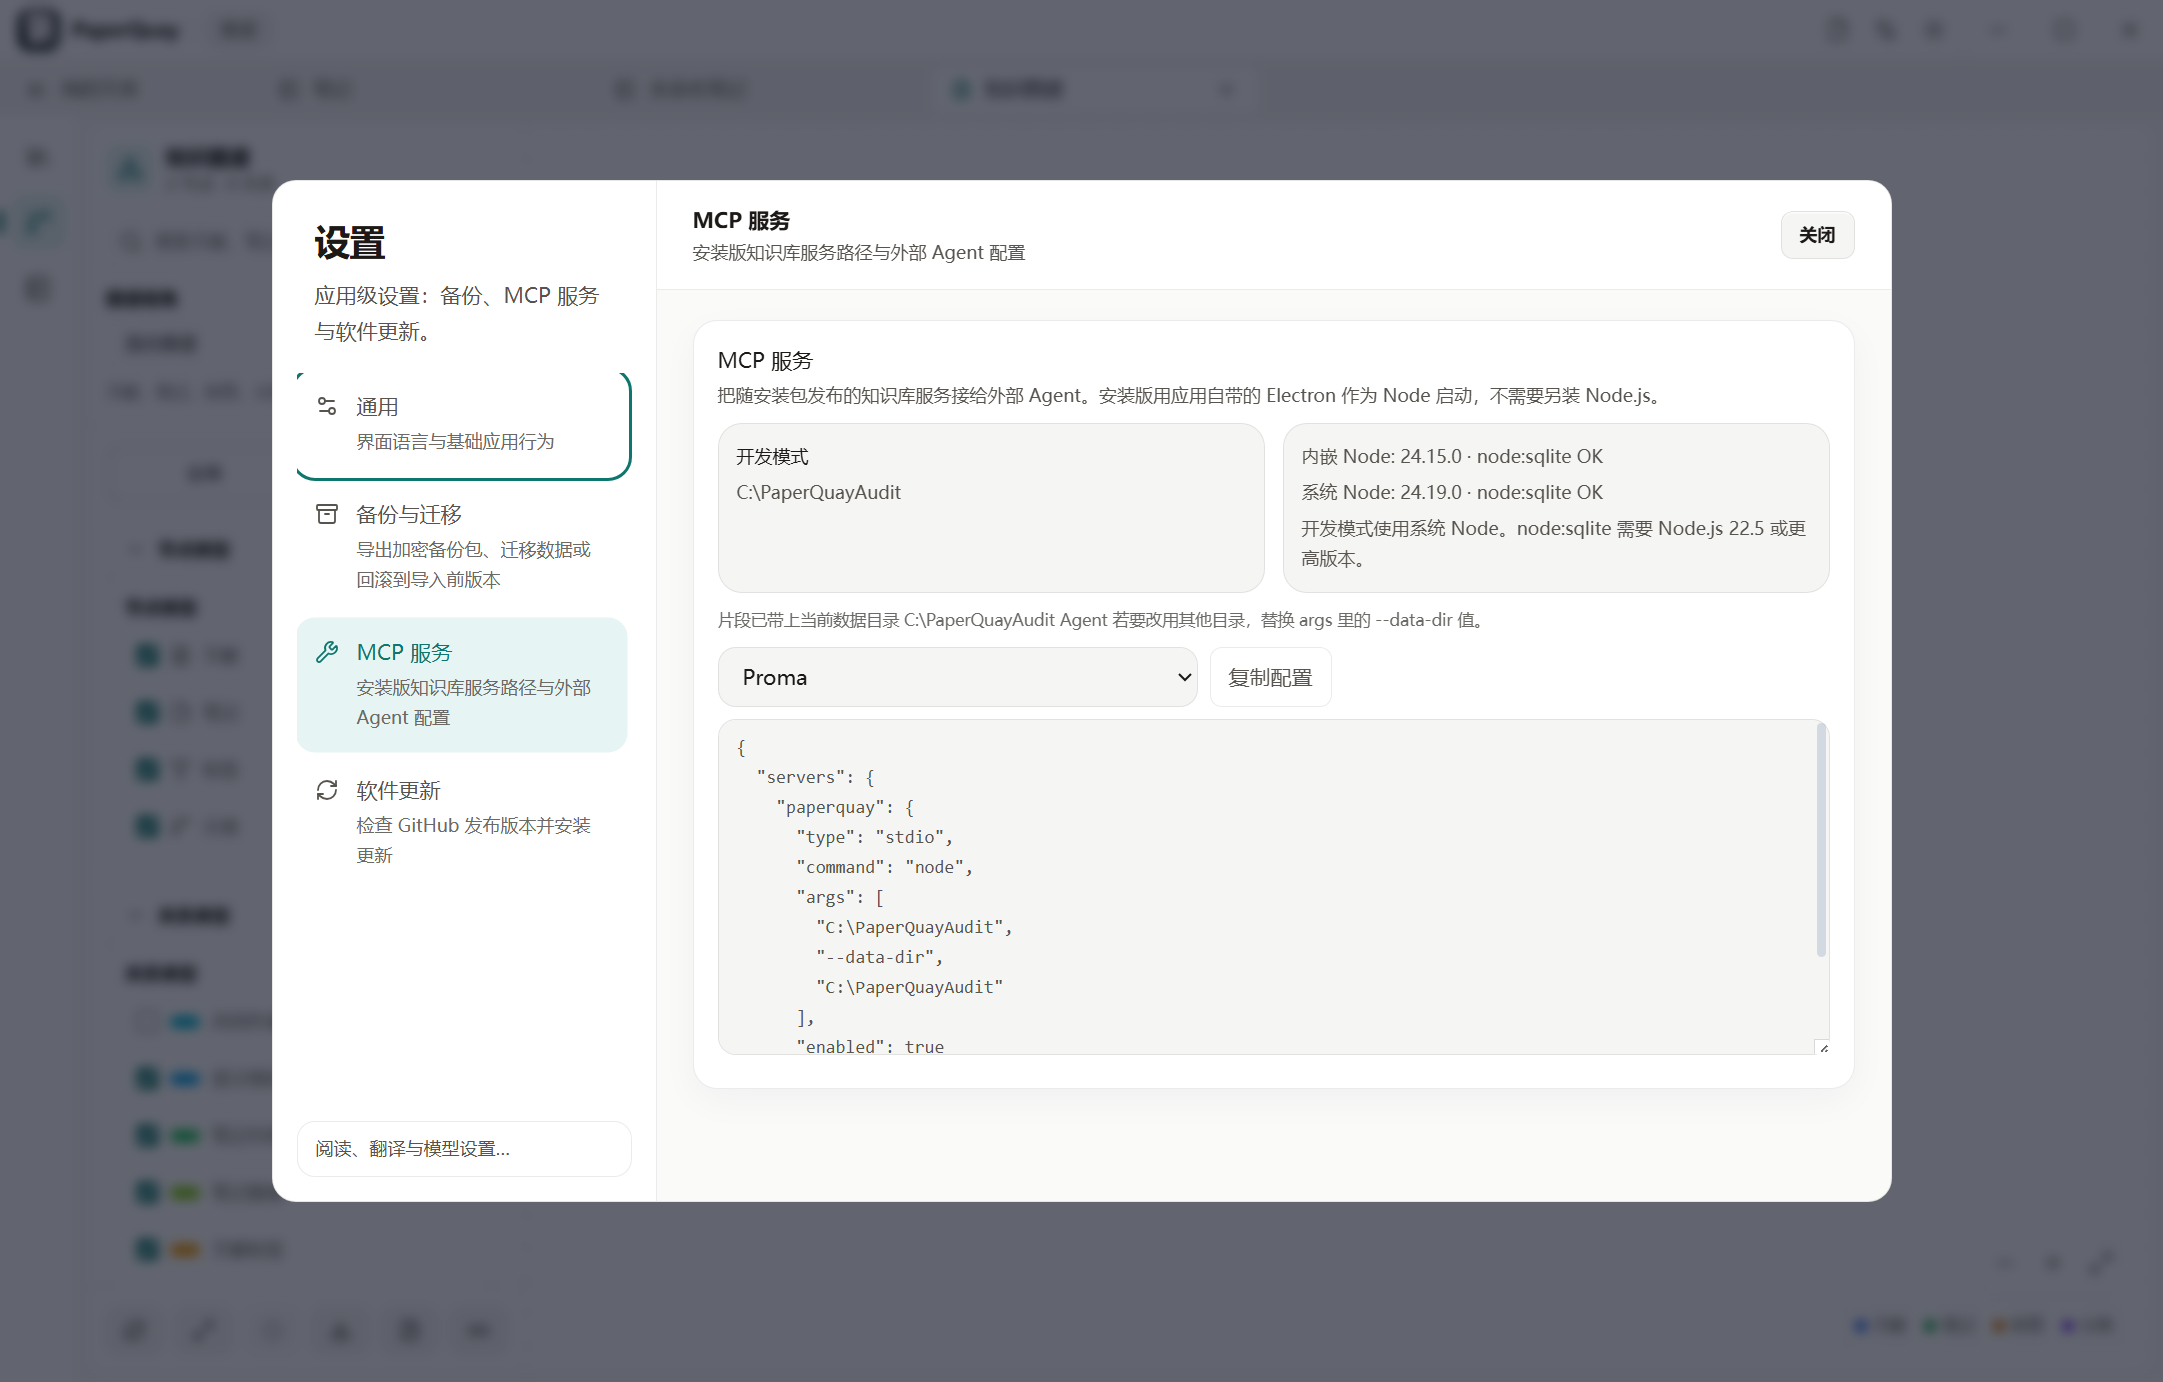 设置
应用级设置：备份、MCP 服务
与软件更新。
通用
界面语言与基础应用行为
备份与迁移
导出加密备份包、迁移数据或
回滚到导入前版本
MCP 服务
安装版知识库服务路径与外部
Agent 配置
软件更新
检查 GitHub 发布版本并安装
更新
阅读、翻译与模型设置...
MCP 服务
安装版知识库服务路径与外部 Agent 配置
关闭
MCP 服务
把随安装包发布的知识库服务接给外部 Agent。安装版用应用自带的 Electron 作为 Node 启动，不需要另装 Node.js。
开发模式
C:\PaperQuayAudit
内嵌 Node: 24.15.0 · node:sqlite OK
系统 Node: 24.19.0 · node:sqlite OK
开发模式使用系统 Node。node:sqlite 需要 Node.js 22.5 或更
高版本。
片段已带上当前数据目录 C:\PaperQuayAudit Agent 若要改用其他目录，替换 args 里的 --data-dir 值。
Proma
复制配置
{
"servers": {
"paperquay": {
"type": "stdio",
"command": "node",
"args": [
"C:\PaperQuayAudit",
"--data-dir",
"C:\PaperQuayAudit"
],
"enabled": true